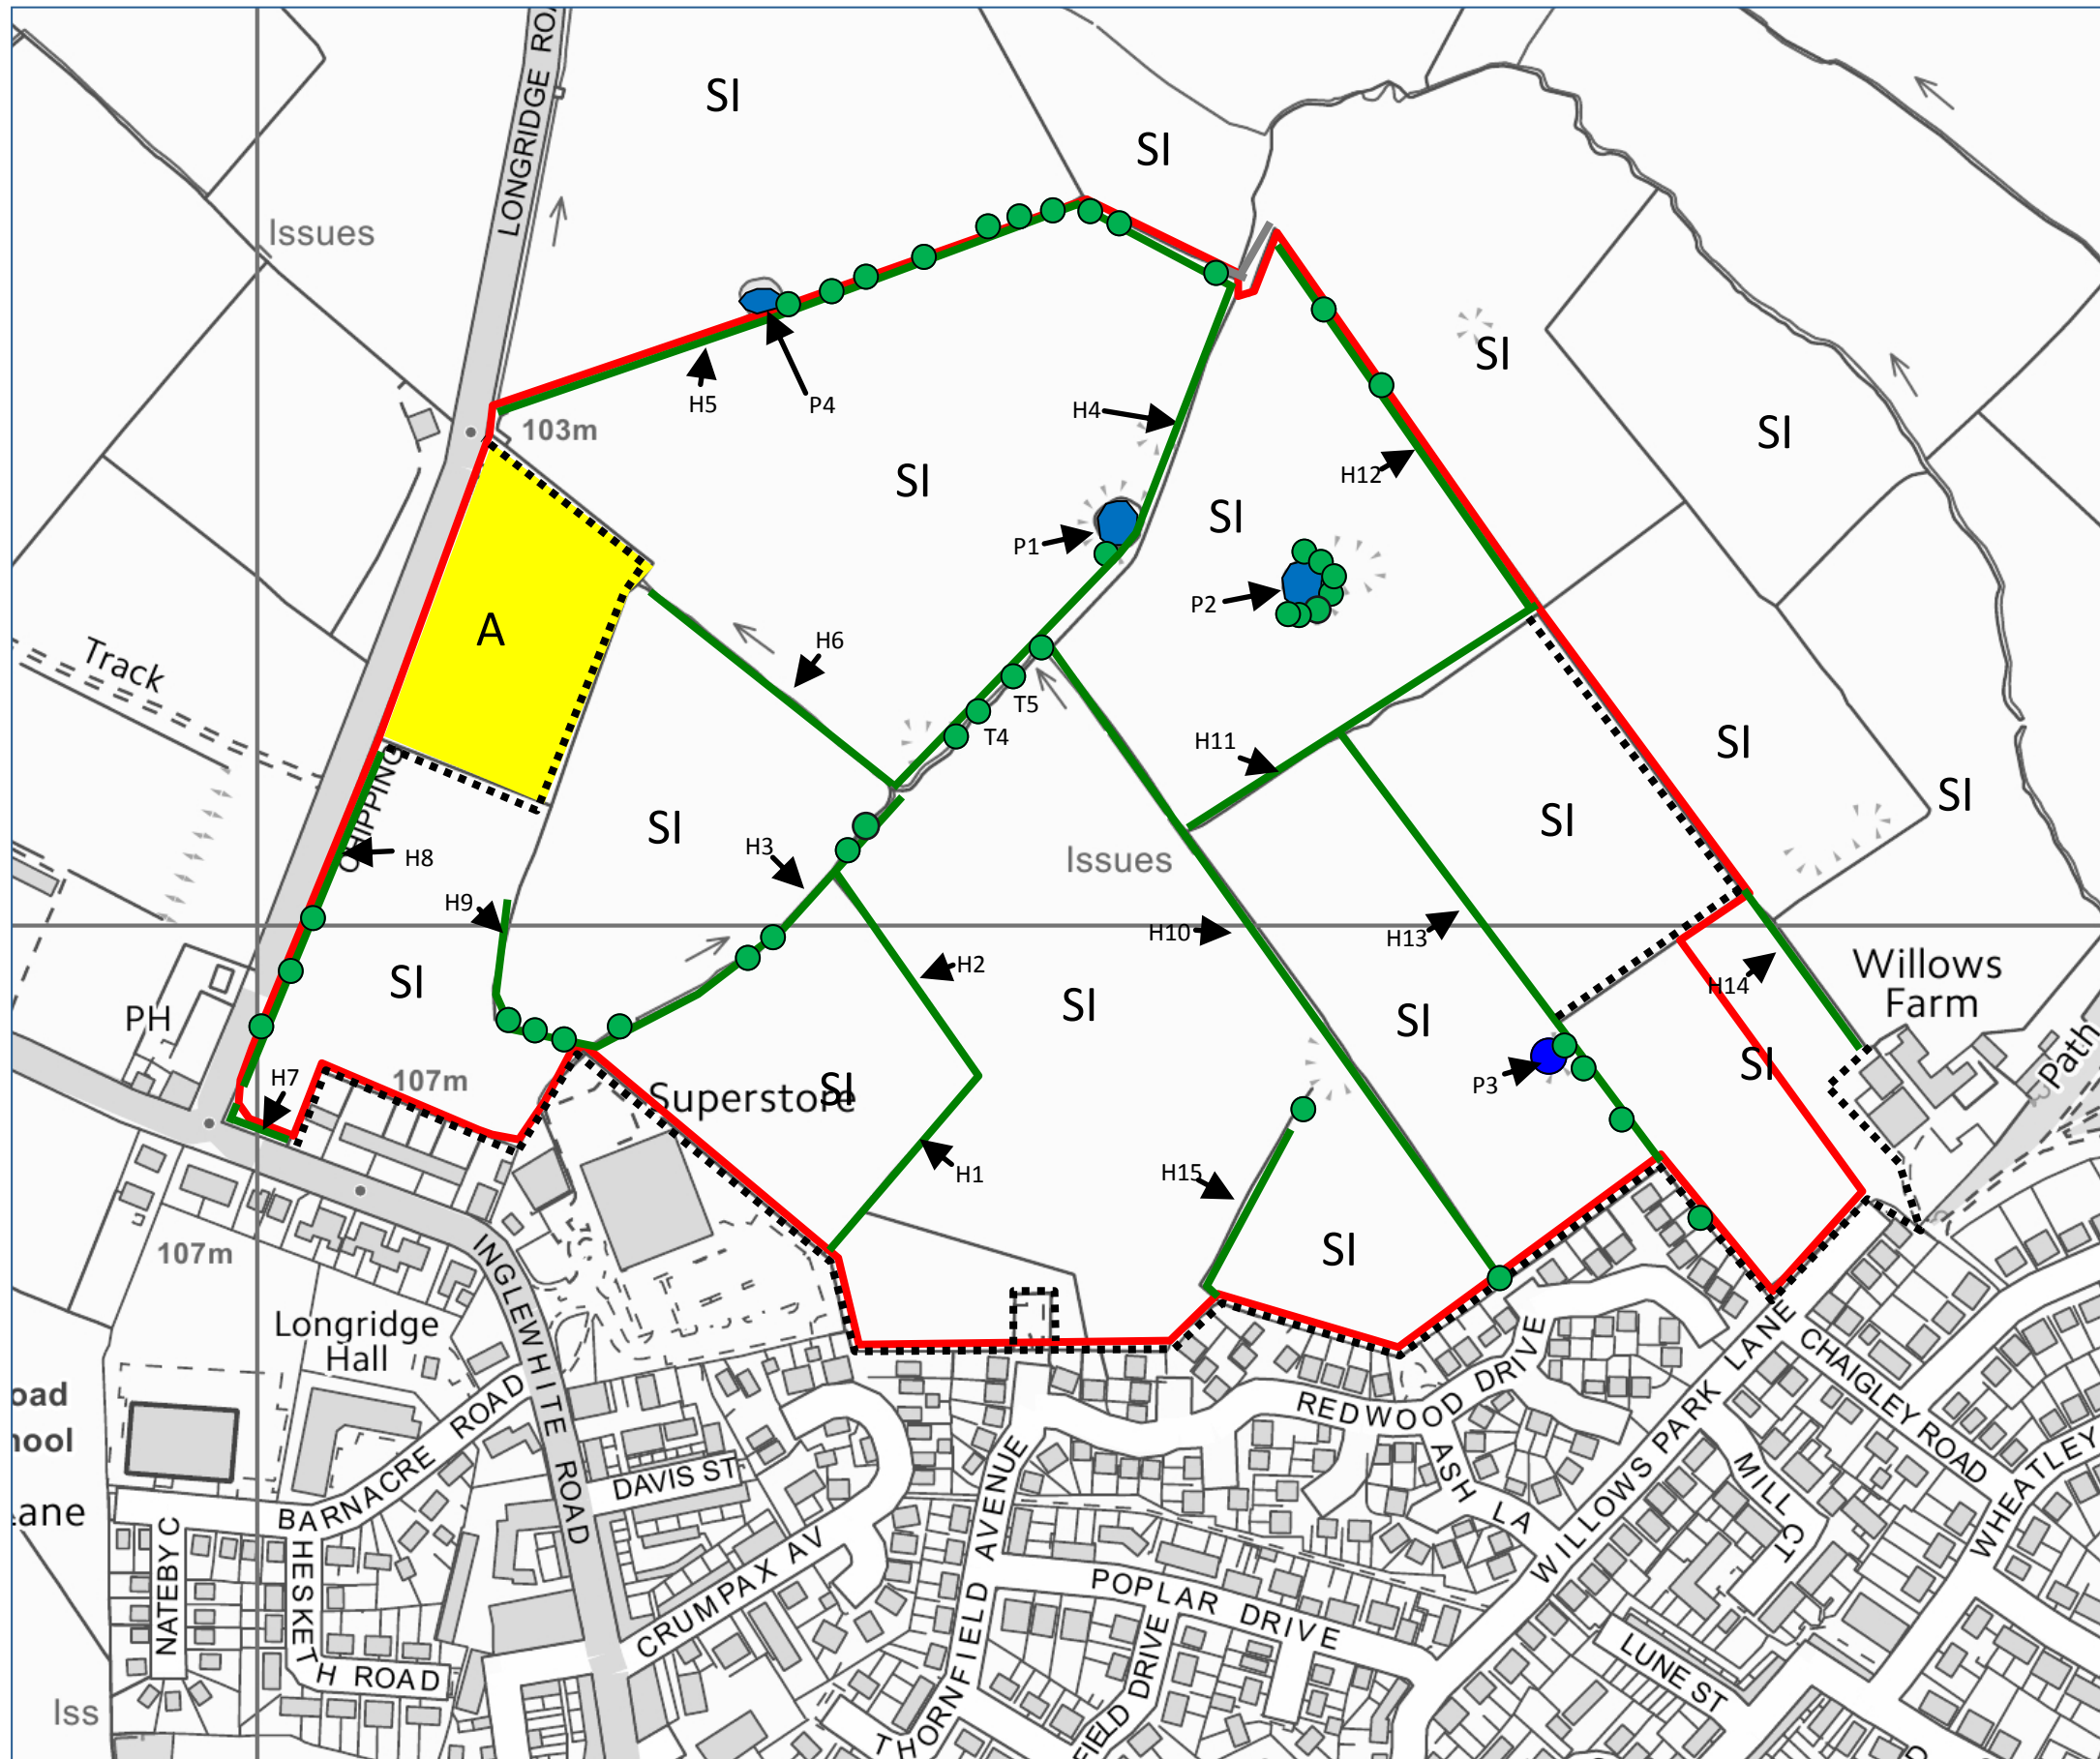 LONGRIDGE ROA
SI
SI
Issues
SI
H5
P4
H4
103m
SI
SI
H12
SI
P1
SI
P2
A
H6
Track
T5
T4
H11
SI
CHIPPING
H8
SI
H3
Issues
SI
SI
H9
H10
H13
H2
SI
SI
SI
H14
Willows
Farm
PH
H7
107m
Superstore
SI
P3
SI
Path
H1
H15
SI
107m
INGLEWHITE ROAD
Longridge
Hall
REDWOOD DRIVE
WILLOWS PARK LANE
CHAIGLEY ROAD
oad
hool
BARNACRE ROAD
DAVIS ST
ASH LA
MILL CT
WHEATLEY
ane
NATEBY C
HESKETH ROAD
CRUMPAX AV
THORNFIELD AVENUE
POPLAR DRIVE
FIELD DRIVE
LUNE ST
Iss